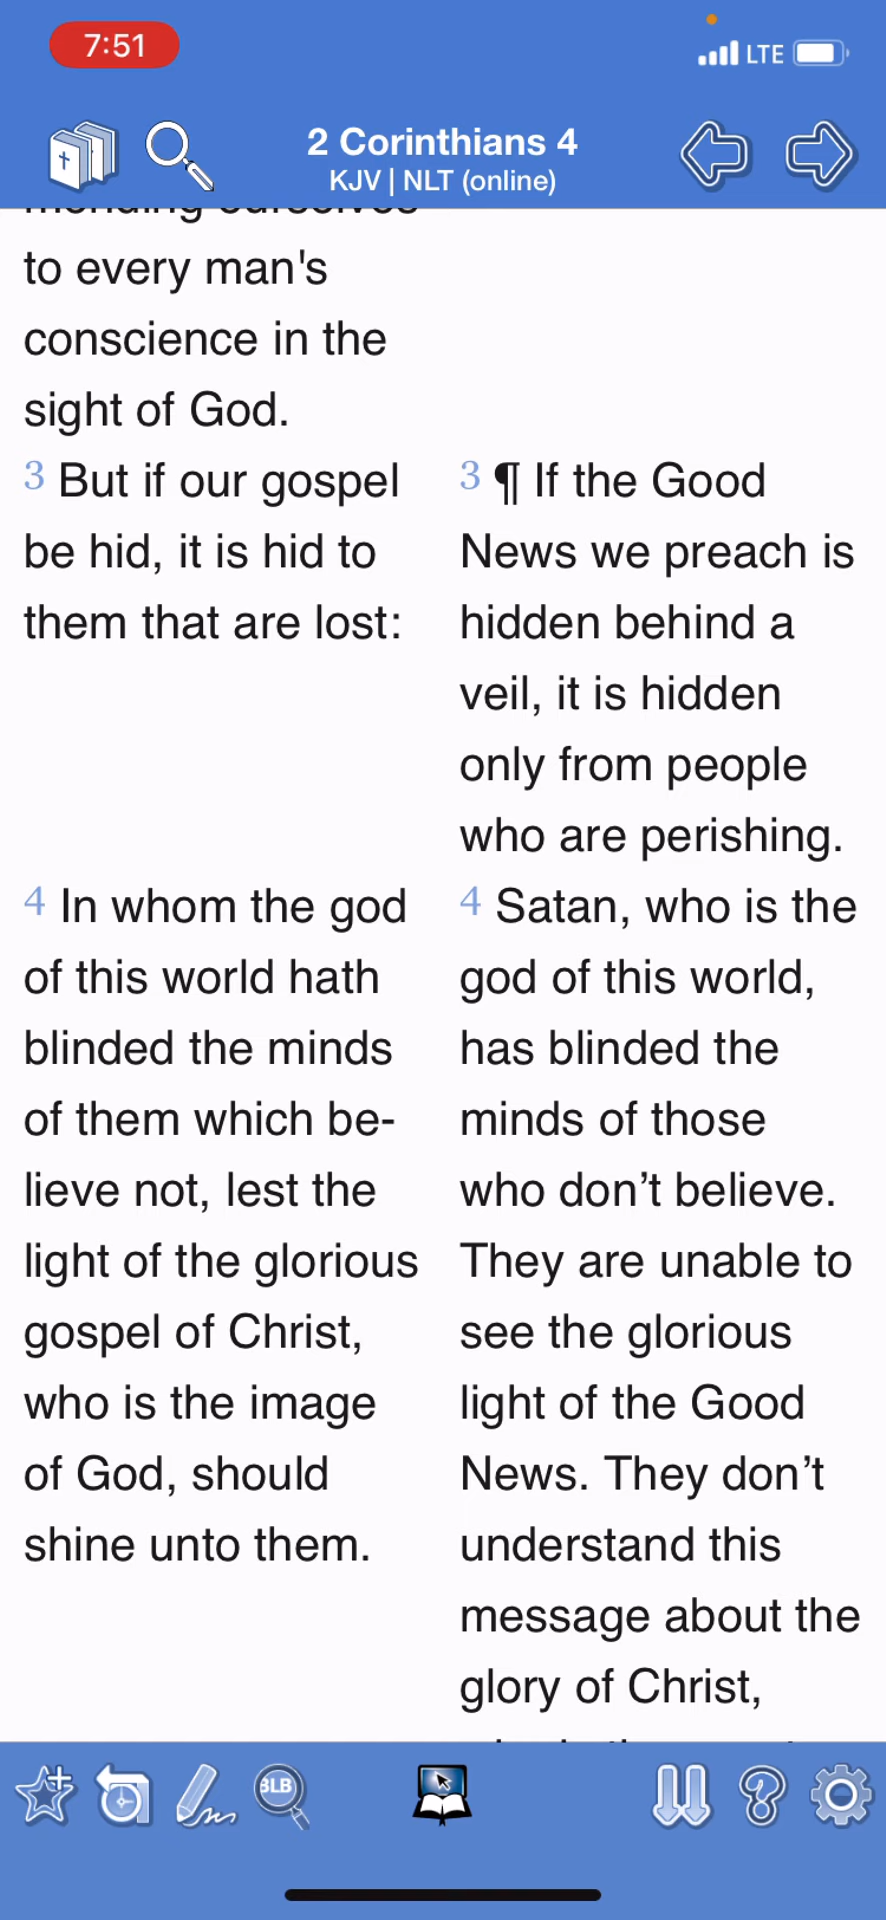 7:51
LTE
2 Corinthians 4
KJV | NLT (online)
to every man's
conscience in the
sight of God.
3 But if our gospel
be hid, it is hid to
them that are lost:
4 In whom the god
of this world hath
blinded the minds
of them which be-
lieve not, lest the
light of the glorious
gospel of Christ,
who is the image
of God, should
shine unto them.
3 ¶ If the Good
News we preach is
hidden behind a
veil, it is hidden
only from people
who are perishing.
4 Satan, who is the
god of this world,
has blinded the
minds of those
who don’t believe.
They are unable to
see the glorious
light of the Good
News. They don’t
understand this
message about the
glory of Christ,
BLB